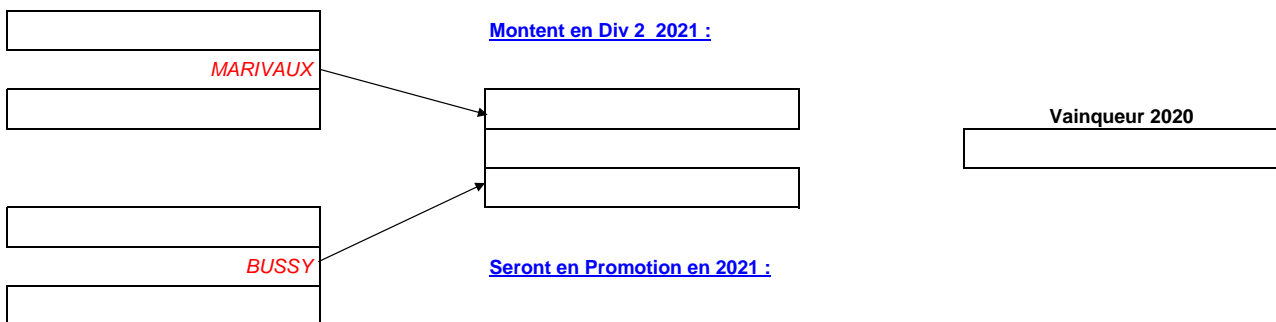 Montent en Div 2 2021 :
MARIVAUX
Vainqueur 2020
BUSSY
Seront en Promotion en 2021 :